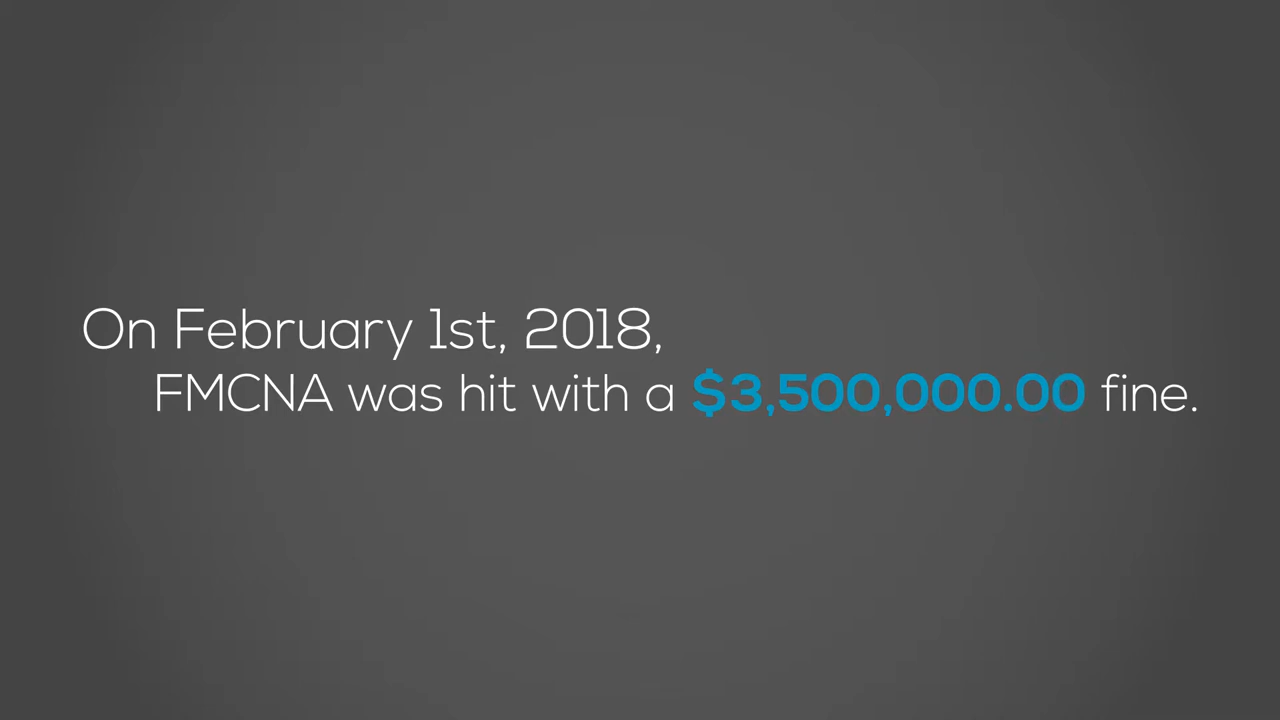 On February 1st, 2018,
FMCNA was hit with a $3,500,000.00 fine.